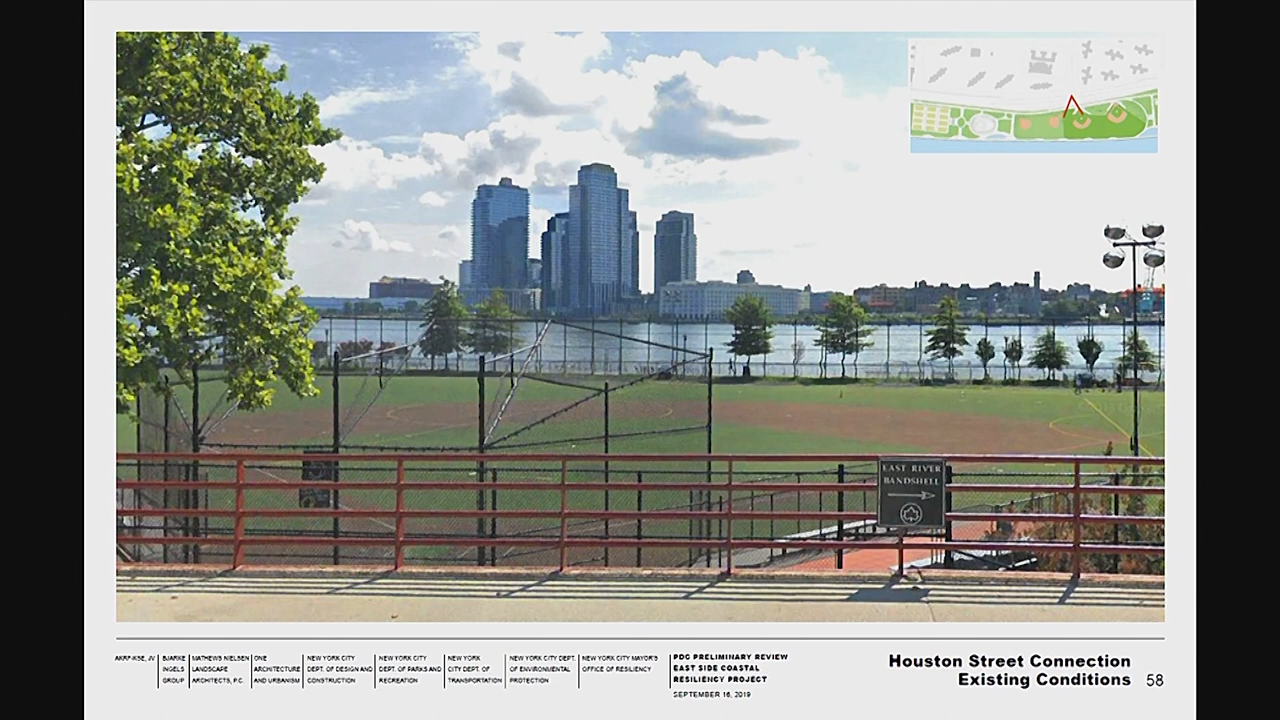 EAST RIVER
BANDSHELL
AKRF-KSE, JV
BJARKE
INGELS
GROUP
MATHEWS NIELSEN
LANDSCAPE
ARCHITECTS, P.C.
ONE
ARCHITECTURE
AND URBANISM
NEW YORK CITY
DEPT. OF DESIGN AND
CONSTRUCTION
NEW YORK CITY
DEPT. OF PARKS AND
RECREATION
NEW YORK
CITY DEPT. OF
TRANSPORTATION
NEW YORK CITY DEPT.
OF ENVIRONMENTAL
PROTECTION
NEW YORK CITY MAYOR'S
OFFICE OF RESILIENCY
PDC PRELIMINARY REVIEW
EAST SIDE COASTAL
RESILIENCY PROJECT
SEPTEMBER 16, 2019
Houston Street Connection
Existing Conditions 58